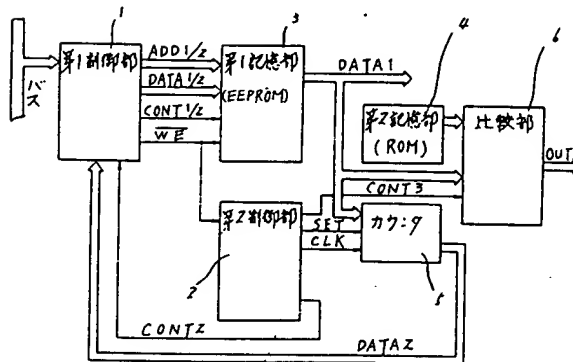 1
3
4
6
バス
第1制御部
ADD1/2
DATA1/2
CONT1/2
WE
第1記憶部
(EEPROM)
DATA1
第2記憶部
(ROM)
比較部
OUT
CONT3
第2制御部
SET
CLK
カウンタ
2
5
CONT2
DATA2